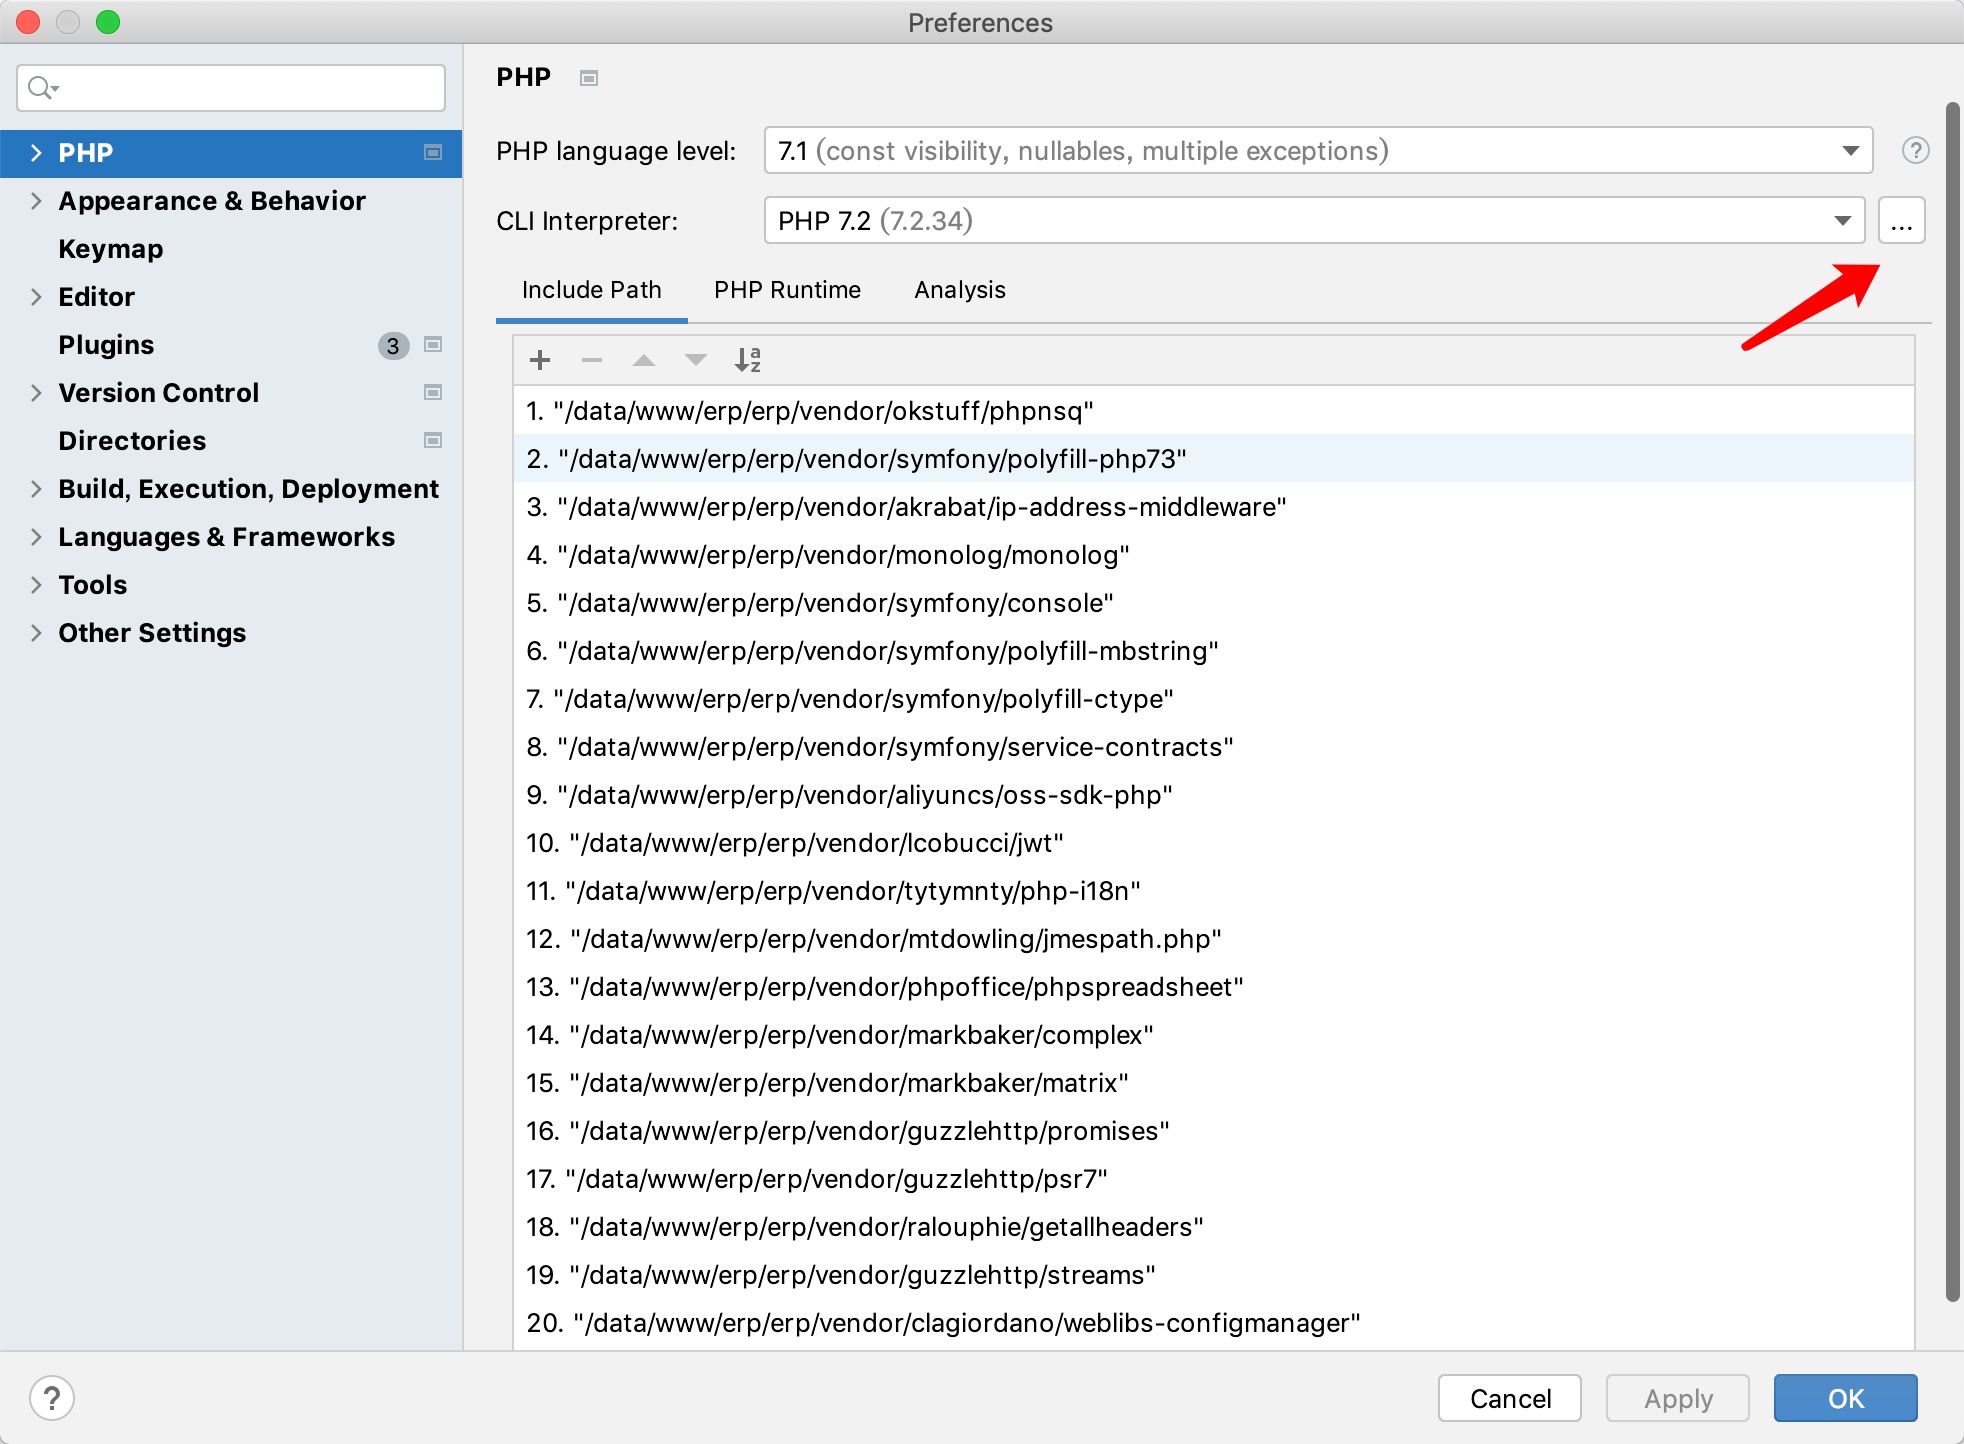 Preferences
PHP
Appearance & Behavior
Keymap
Editor
Plugins 3
Version Control
Directories
Build, Execution, Deployment
Languages & Frameworks
Tools
Other Settings
PHP
PHP language level: 7.1 (const visibility, nullables, multiple exceptions) ?
CLI Interpreter: PHP 7.2 (7.2.34) ...
Include Path PHP Runtime Analysis
1. "/data/www/erp/erp/vendor/okstuff/phpnsq"
2. "/data/www/erp/erp/vendor/symfony/polyfill-php73"
3. "/data/www/erp/erp/vendor/akrabat/ip-address-middleware"
4. "/data/www/erp/erp/vendor/monolog/monolog"
5. "/data/www/erp/erp/vendor/symfony/console"
6. "/data/www/erp/erp/vendor/symfony/polyfill-mbstring"
7. "/data/www/erp/erp/vendor/symfony/polyfill-ctype"
8. "/data/www/erp/erp/vendor/symfony/service-contracts"
9. "/data/www/erp/erp/vendor/aliyuncs/oss-sdk-php"
10. "/data/www/erp/erp/vendor/lcobucci/jwt"
11. "/data/www/erp/erp/vendor/tytymnty/php-i18n"
12. "/data/www/erp/erp/vendor/mtdowling/jmespath.php"
13. "/data/www/erp/erp/vendor/phpoffice/phpspreadsheet"
14. "/data/www/erp/erp/vendor/markbaker/complex"
15. "/data/www/erp/erp/vendor/markbaker/matrix"
16. "/data/www/erp/erp/vendor/guzzlehttp/promises"
17. "/data/www/erp/erp/vendor/guzzlehttp/psr7"
18. "/data/www/erp/erp/vendor/ralouphie/getallheaders"
19. "/data/www/erp/erp/vendor/guzzlehttp/streams"
20. "/data/www/erp/erp/vendor/clagiordano/weblibs-configmanager"
? Cancel Apply OK